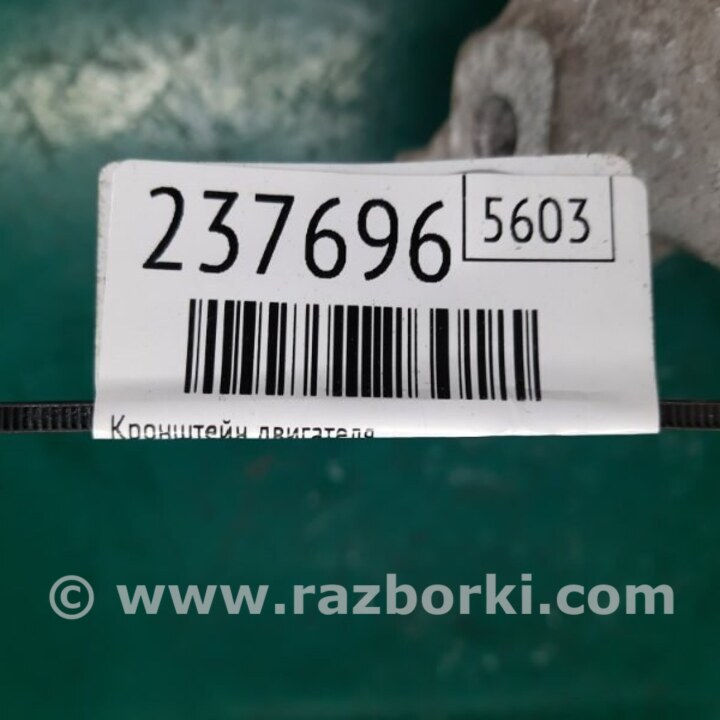 237696 5603
Кронштейн двигателя
© www.razborki.com